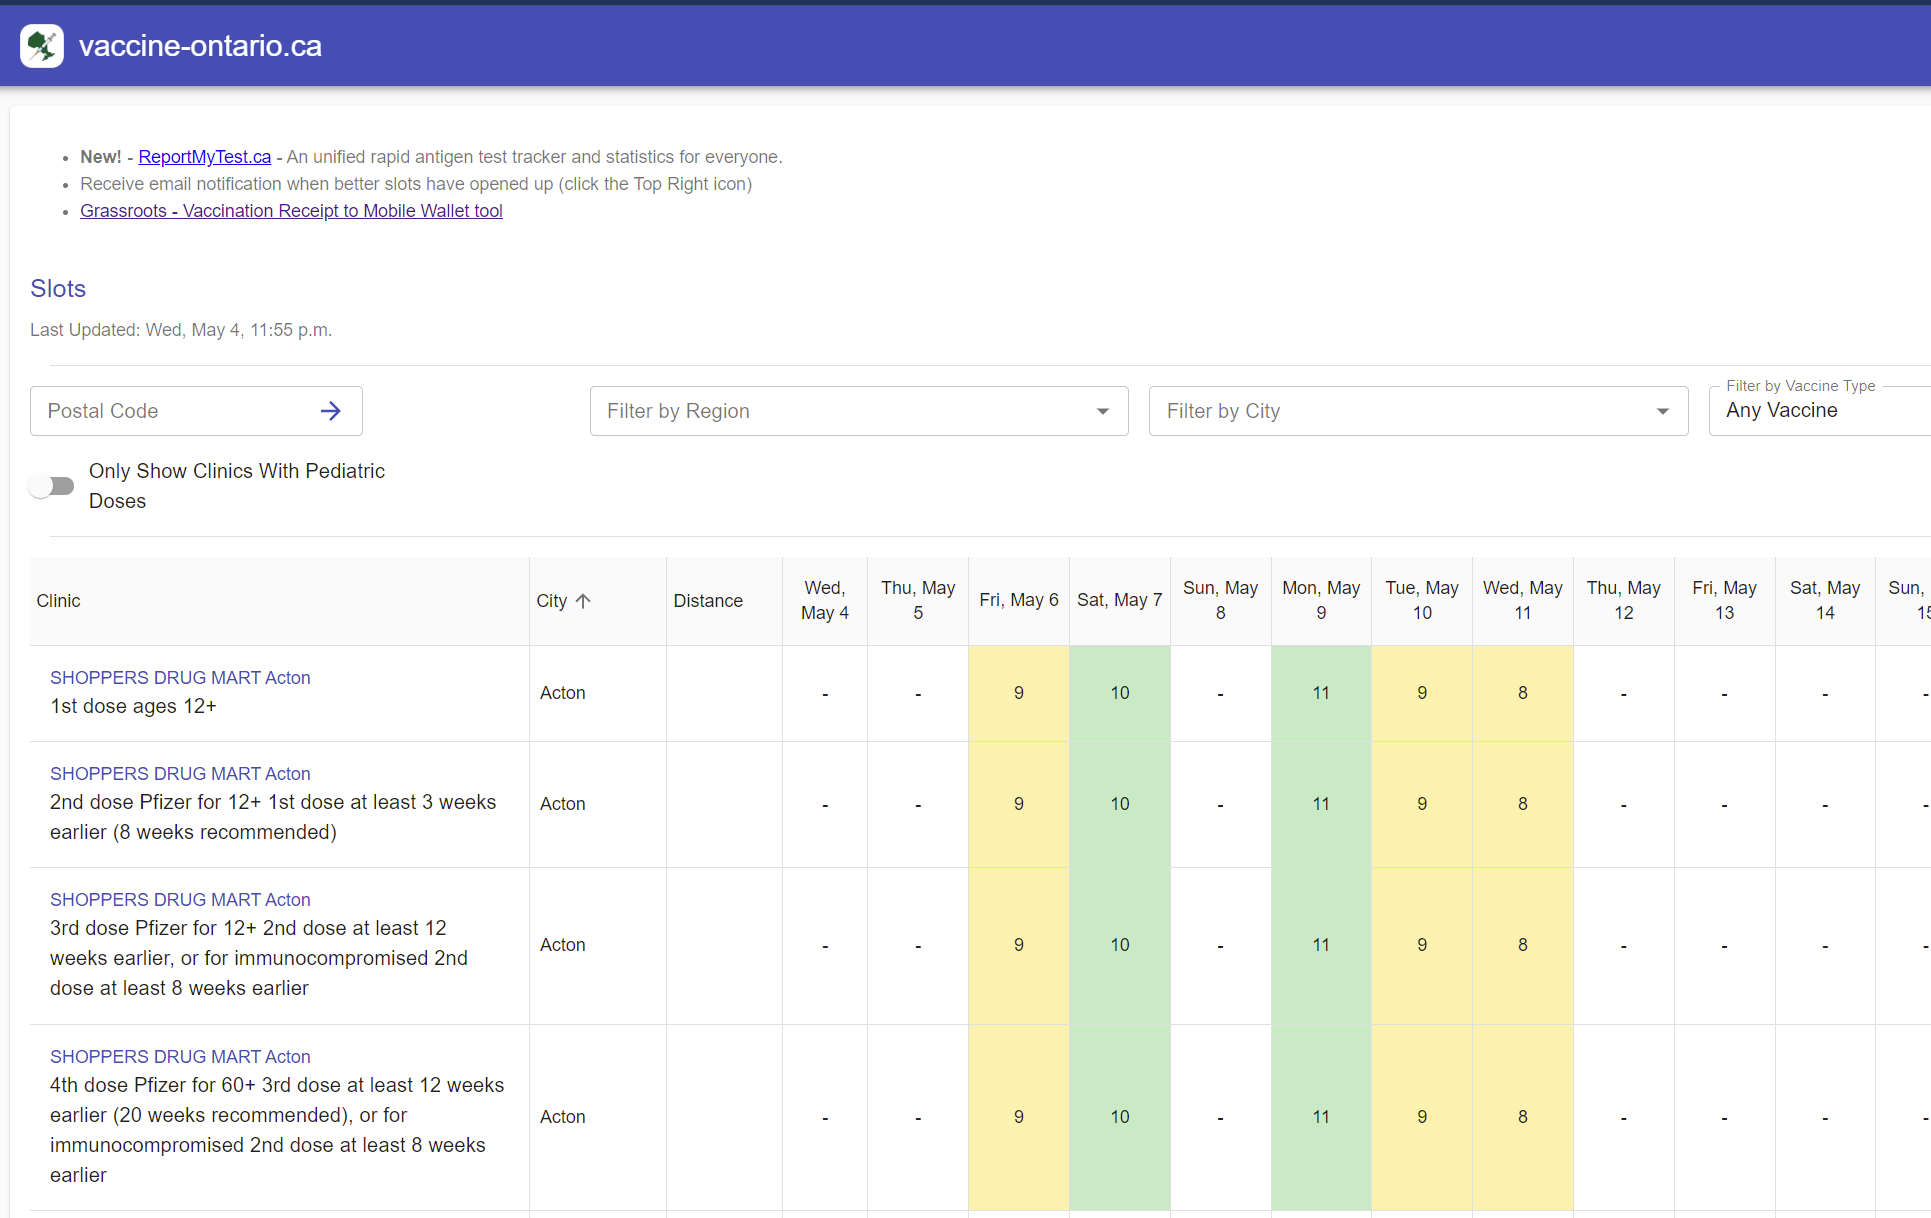 vaccine-ontario.ca
New! - ReportMyTest.ca - An unified rapid antigen test tracker and statistics for everyone.
Receive email notification when better slots have opened up (click the Top Right icon)
Grassroots - Vaccination Receipt to Mobile Wallet tool
Slots
Last Updated: Wed, May 4, 11:55 p.m.
Postal Code
Filter by Region
Filter by City
Filter by Vaccine Type
Any Vaccine
Only Show Clinics With Pediatric
Doses
Clinic City Distance Wed, May 4 Thu, May 5 Fri, May 6 Sat, May 7 Sun, May 8 Mon, May 9 Tue, May 10 Wed, May 11 Thu, May 12 Fri, May 13 Sat, May 14 Sun, 15
SHOPPERS DRUG MART Acton
1st dose ages 12+
Acton - - 9 10 - 11 9 8 - - - -
SHOPPERS DRUG MART Acton
2nd dose Pfizer for 12+ 1st dose at least 3 weeks
earlier (8 weeks recommended)
Acton - - 9 10 - 11 9 8 - - - -
SHOPPERS DRUG MART Acton
3rd dose Pfizer for 12+ 2nd dose at least 12
weeks earlier, or for immunocompromised 2nd
dose at least 8 weeks earlier
Acton - - 9 10 - 11 9 8 - - - -
SHOPPERS DRUG MART Acton
4th dose Pfizer for 60+ 3rd dose at least 12 weeks
earlier (20 weeks recommended), or for
immunocompromised 2nd dose at least 8 weeks
earlier
Acton - - 9 10 - 11 9 8 - - - -